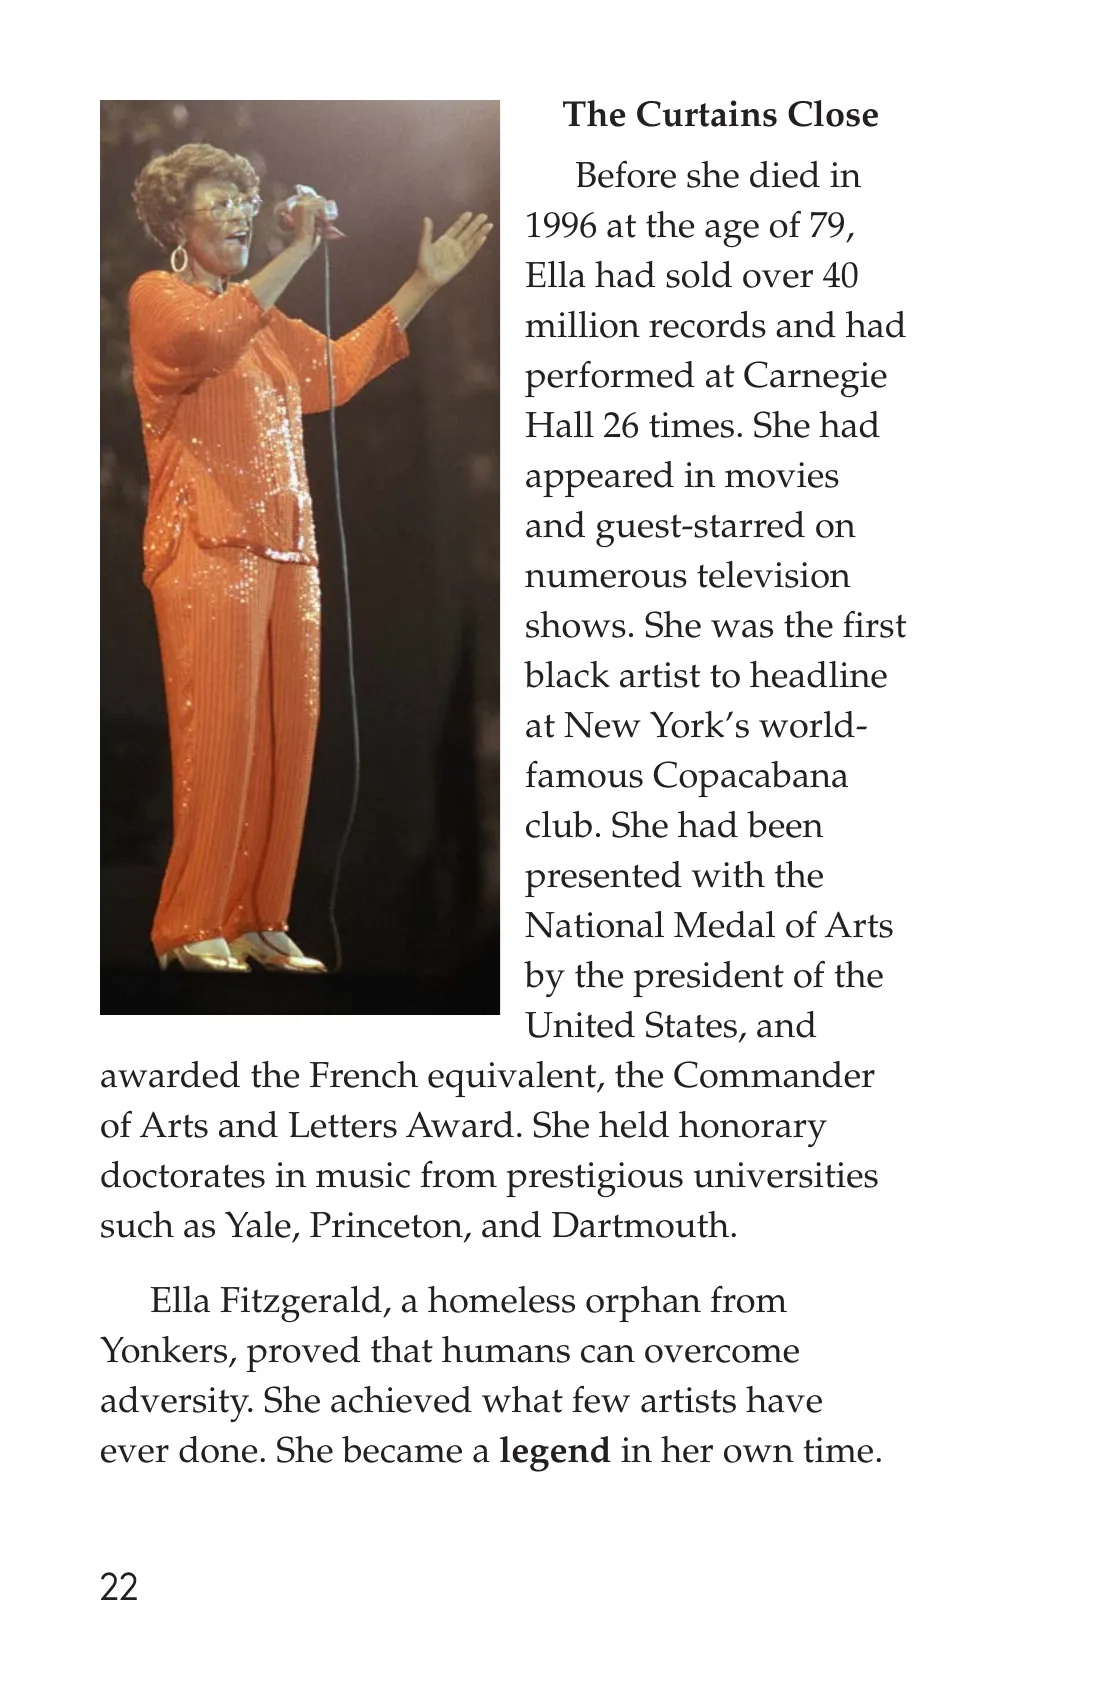 The Curtains Close
Before she died in
1996 at the age of 79,
Ella had sold over 40
million records and had
performed at Carnegie
Hall 26 times. She had
appeared in movies
and guest-starred on
numerous television
shows. She was the first
black artist to headline
at New York’s world-
famous Copacabana
club. She had been
presented with the
National Medal of Arts
by the president of the
United States, and
awarded the French equivalent, the Commander
of Arts and Letters Award. She held honorary
doctorates in music from prestigious universities
such as Yale, Princeton, and Dartmouth.
Ella Fitzgerald, a homeless orphan from
Yonkers, proved that humans can overcome
adversity. She achieved what few artists have
ever done. She became a legend in her own time.
22